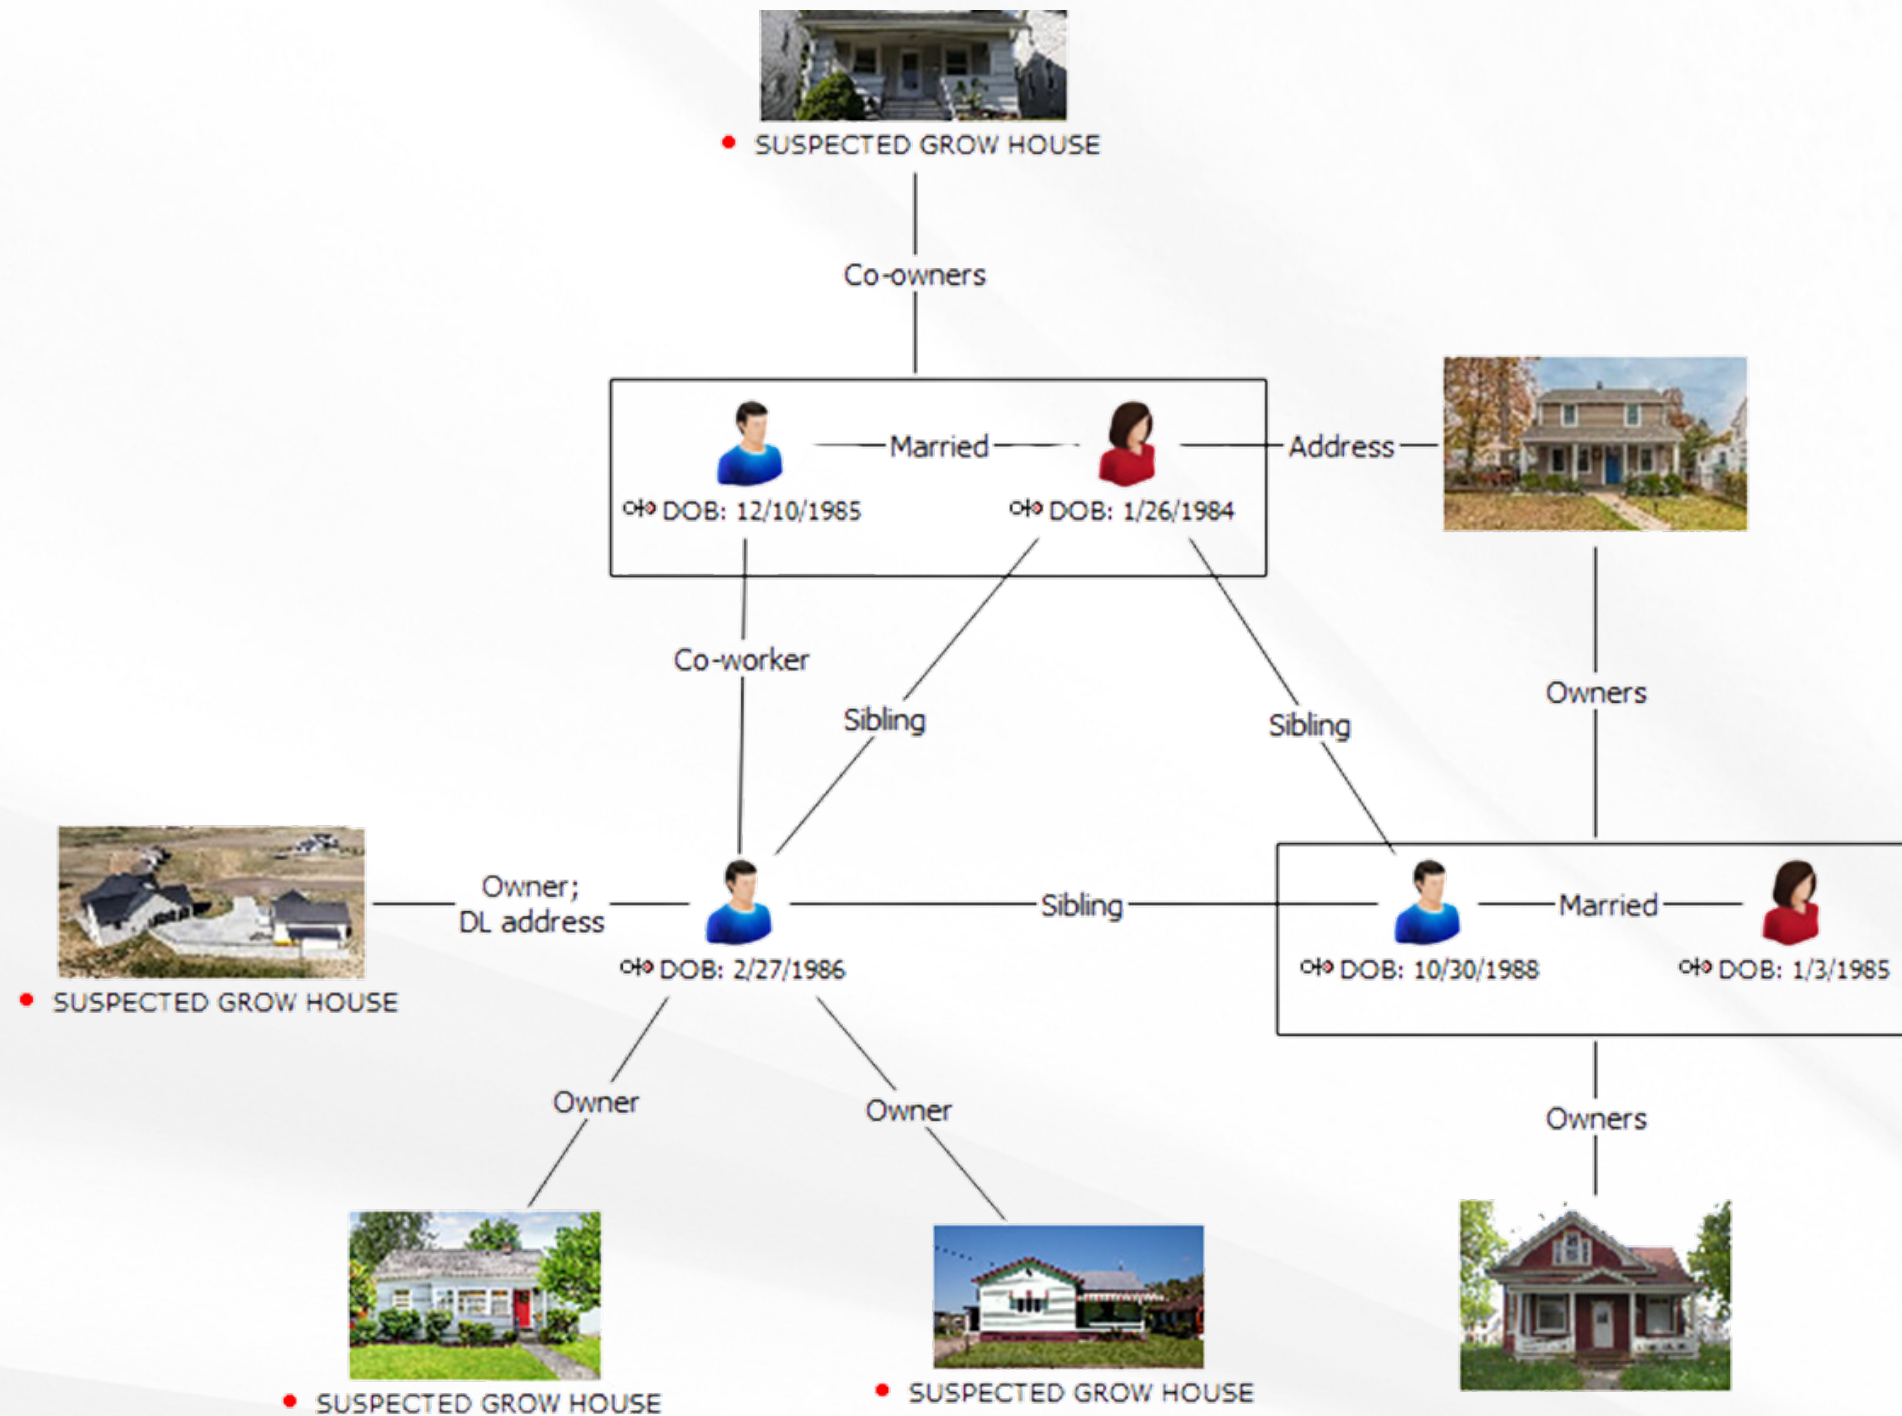 SUSPECTED GROW HOUSE
Co-owners
Married
Address
DOB: 12/10/1985
DOB: 1/26/1984
Co-worker
Sibling
Sibling
Owners
Owner;
DL address
Sibling
Married
DOB: 2/27/1986
DOB: 10/30/1988
DOB: 1/3/1985
SUSPECTED GROW HOUSE
Owner
Owner
Owners
SUSPECTED GROW HOUSE
SUSPECTED GROW HOUSE